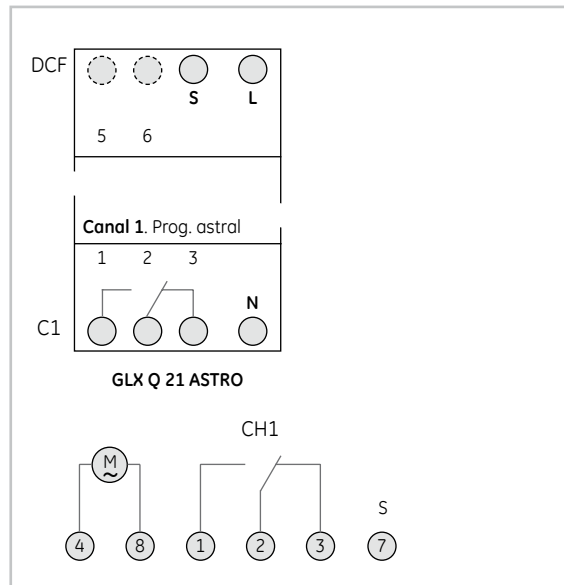 DCF
S L
5 6
Canal 1. Prog. astral
1 2 3
N
C1
GLX Q 21 ASTRO
CH1
M
~
S
4 8 1 2 3 7